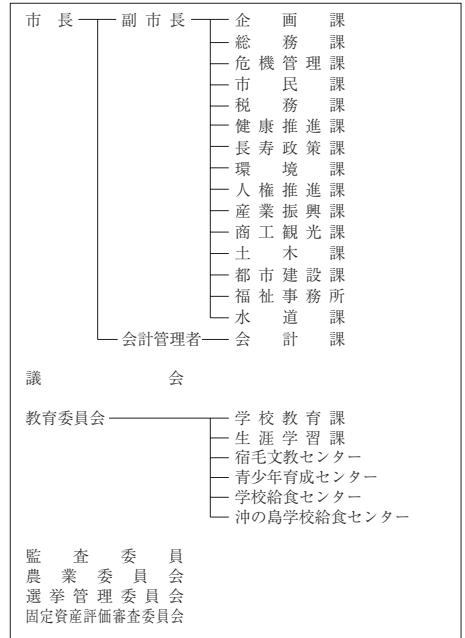 市長 副市長 企画課
総務課
危機管理課
市民課
税務課
健康推進課
長寿政策課
環境課
人権推進課
産業振興課
商工観光課
土木課
都市建設課
福祉事務所
水道課
会計管理者 会計課
議会
教育委員会 学校教育課
生涯学習課
宿毛文教センター
青少年育成センター
学校給食センター
沖の島学校給食センター
監査委員
農業委員会
選挙管理委員会
固定資産評価審査委員会